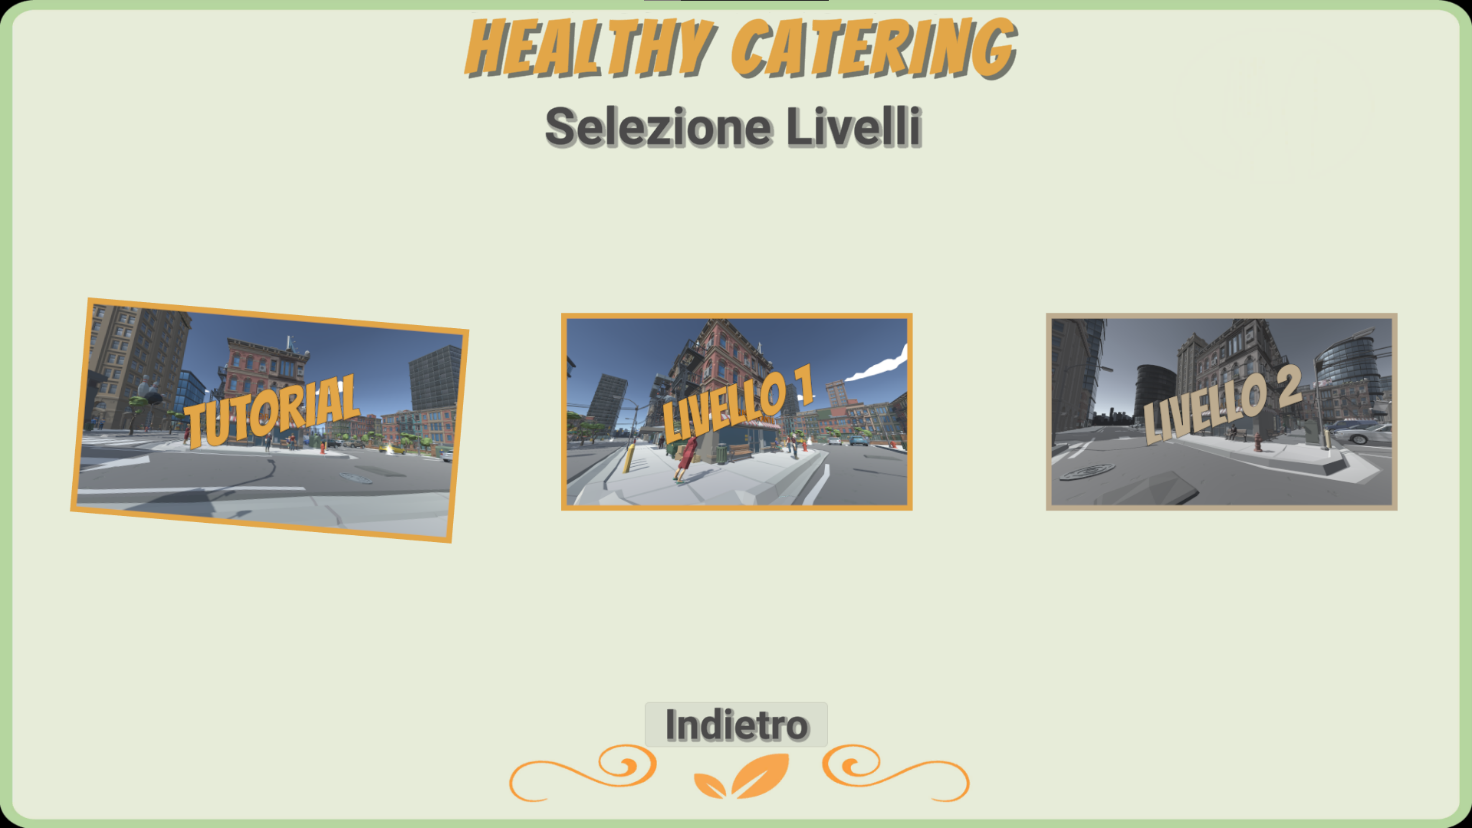 HEALTHY CATERING
Selezione Livelli
TUTORIAL
LIVELLO 1
LIVELLO 2
Indietro